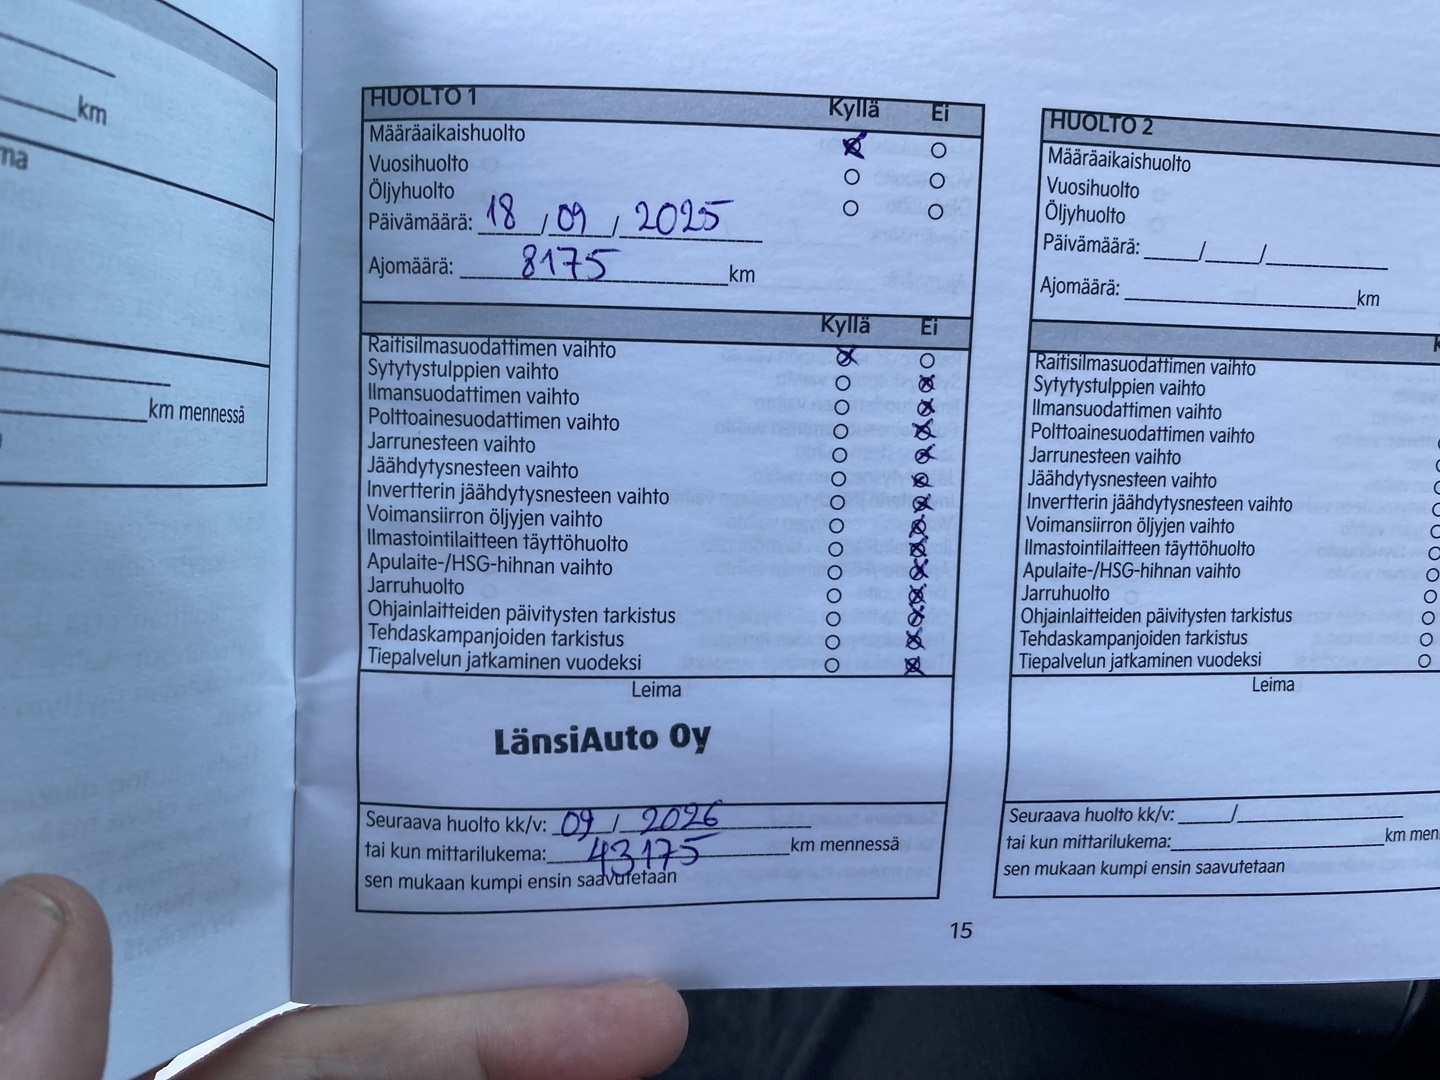 km
na
km mennessä
HUOLTO 1 Kyllä Ei
Määräaikaishuolto
Vuosihuolto
Öljyhuolto
Päivämäärä: 18 / 09 / 2025
Ajomäärä: 8175 km
Kyllä Ei
Raitisilmasuodattimen vaihto
Sytytystulppien vaihto
Ilmansuodattimen vaihto
Polttoainesuodattimen vaihto
Jarrunesteen vaihto
Jäähdytysnesteen vaihto
Invertterin jäähdytysnesteen vaihto
Voimansiirron öljyjen vaihto
Ilmastointilaitteen täyttöhuolto
Apulaite-/HSG-hihnan vaihto
Jarruhuolto
Ohjainlaitteiden päivitysten tarkistus
Tehdaskampanjoiden tarkistus
Tiepalvelun jatkaminen vuodeksi
Leima
LänsiAuto Oy
Seuraava huolto kk/v: 09 / 2026
tai kun mittarilukema: 43175 km mennessä
sen mukaan kumpi ensin saavutetaan
15
HUOLTO 2
Määräaikaishuolto
Vuosihuolto
Öljyhuolto
Päivämäärä: / /
Ajomäärä: km
K
Raitisilmasuodattimen vaihto
Sytytystulppien vaihto
Ilmansuodattimen vaihto
Polttoainesuodattimen vaihto
Jarrunesteen vaihto
Jäähdytysnesteen vaihto
Invertterin jäähdytysnesteen vaihto
Voimansiirron öljyjen vaihto
Ilmastointilaitteen täyttöhuolto
Apulaite-/HSG-hihnan vaihto
Jarruhuolto
Ohjainlaitteiden päivitysten tarkistus
Tehdaskampanjoiden tarkistus
Tiepalvelun jatkaminen vuodeksi
Leima
Seuraava huolto kk/v: /
tai kun mittarilukema: km men
sen mukaan kumpi ensin saavutetaan